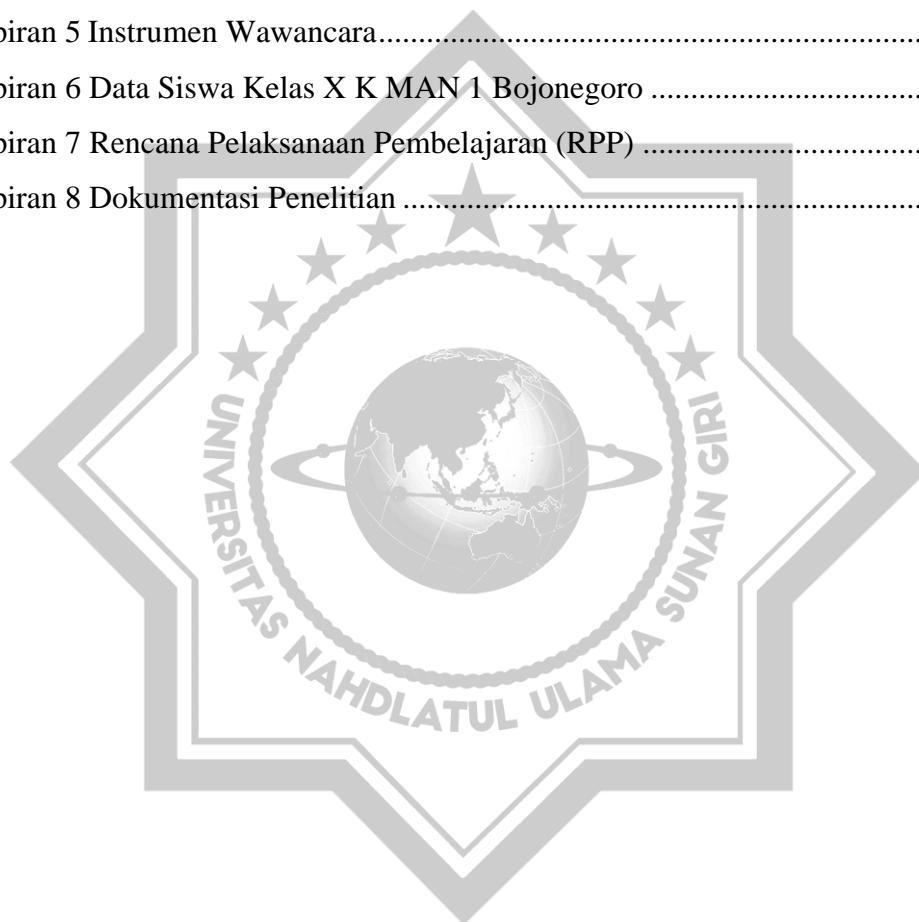 piran 5 Instrumen Wawancara.......................................................................
piran 6 Data Siswa Kelas X K MAN 1 Bojonegoro ...................................
piran 7 Rencana Pelaksanaan Pembelajaran (RPP) ....................................
piran 8 Dokumentasi Penelitian ....................................................................
UNIVERSITAS NAHDLATUL ULAMA SUNAN GIRI